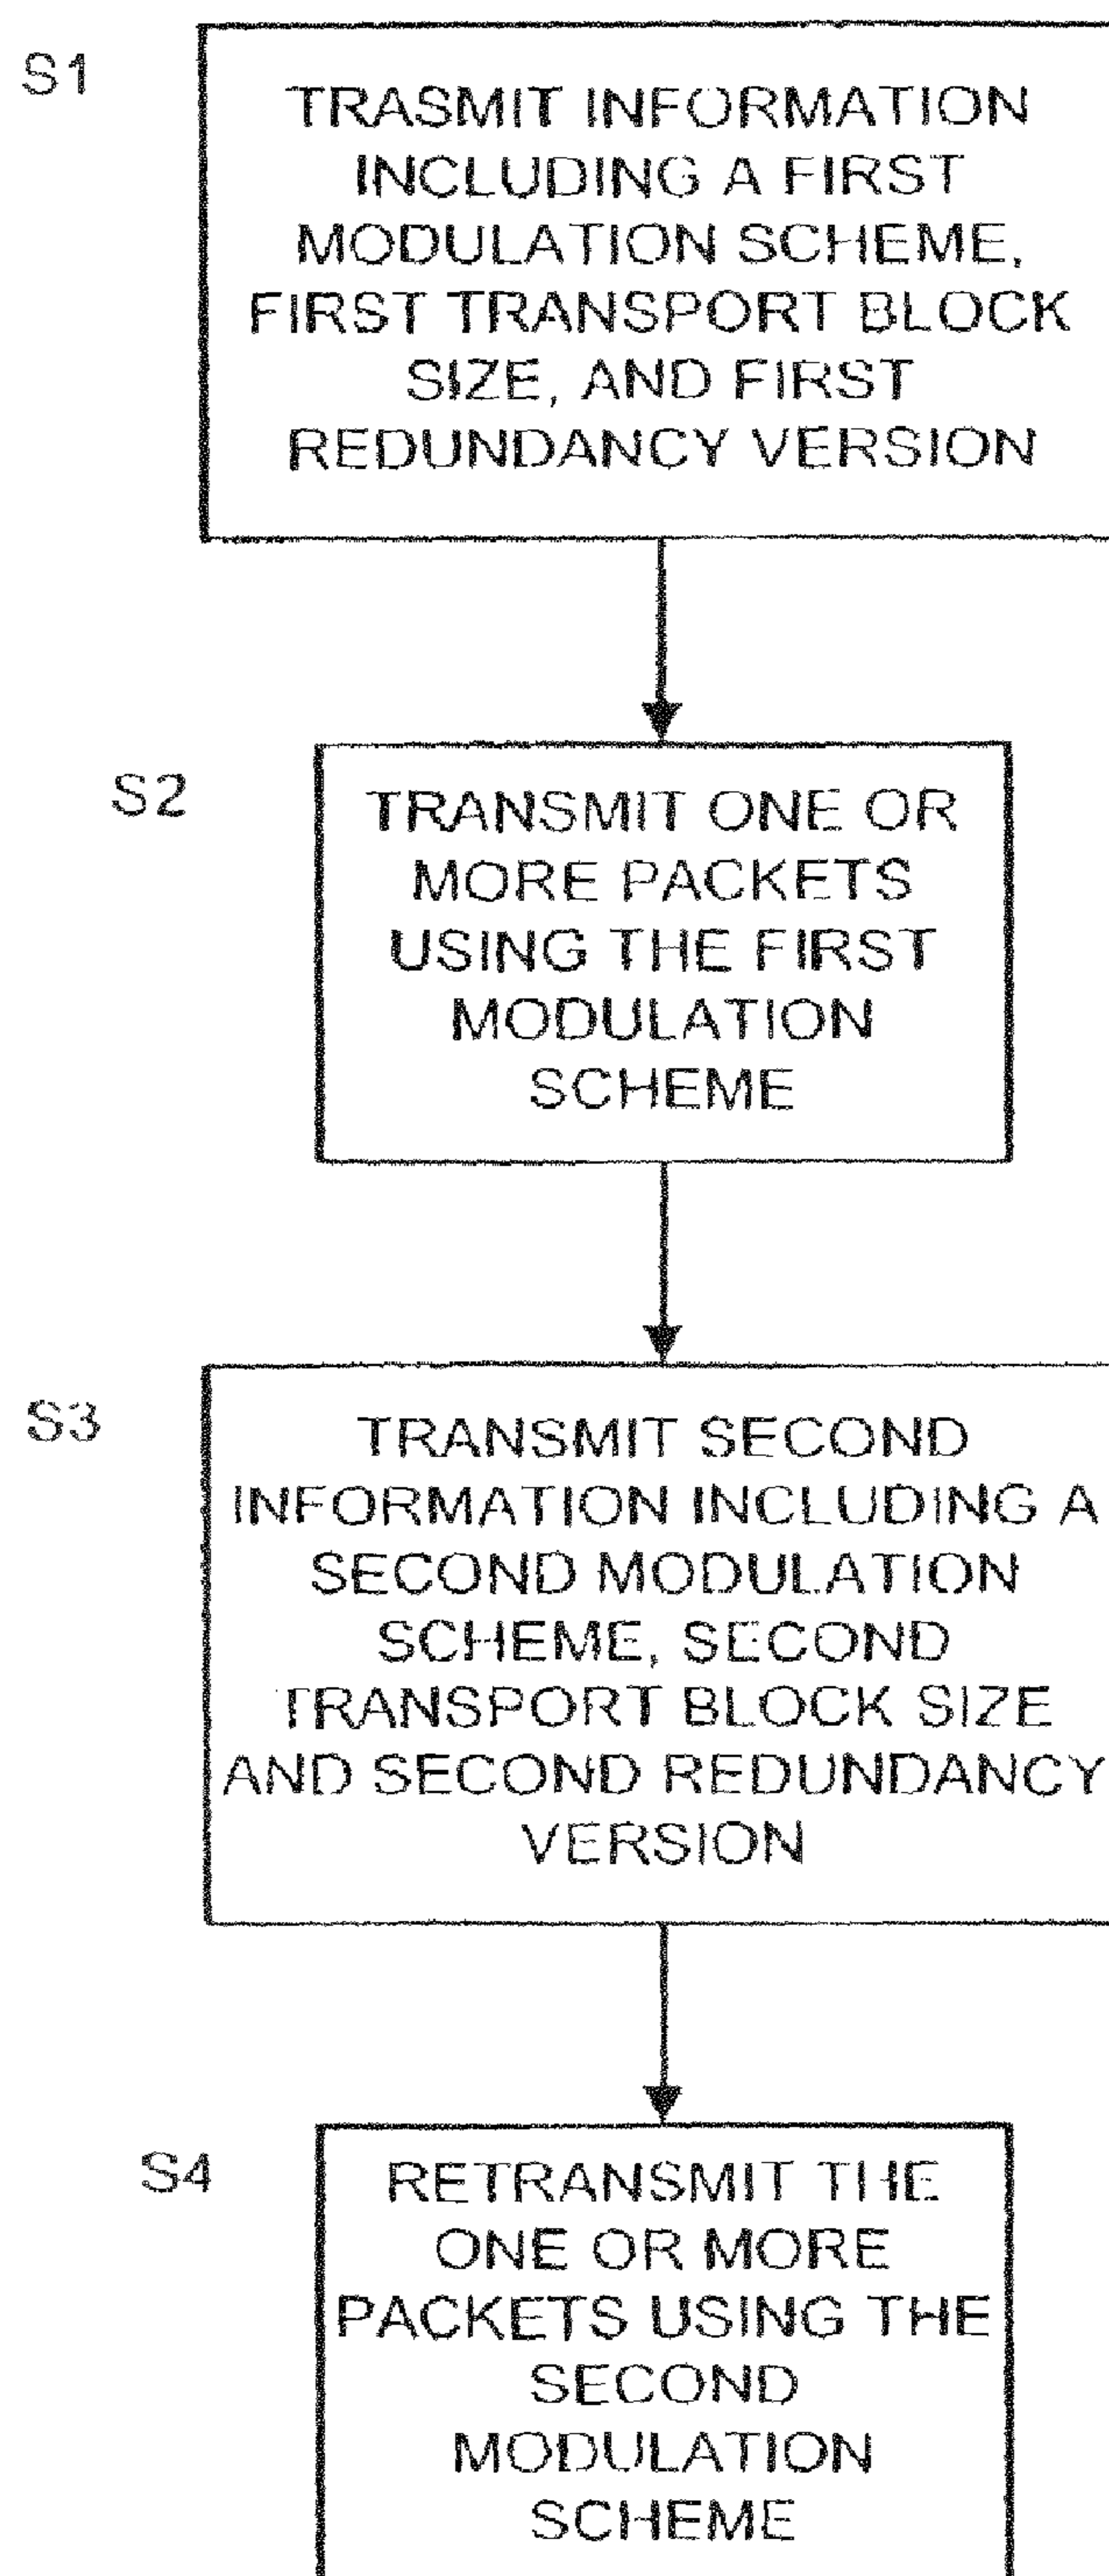 S1
TRASMIT INFORMATION
INCLUDING A FIRST
MODULATION SCHEME,
FIRST TRANSPORT BLOCK
SIZE, AND FIRST
REDUNDANCY VERSION
S2
TRANSMIT ONE OR
MORE PACKETS
USING THE FIRST
MODULATION
SCHEME
S3
TRANSMIT SECOND
INFORMATION INCLUDING A
SECOND MODULATION
SCHEME, SECOND
TRANSPORT BLOCK SIZE
AND SECOND REDUNDANCY
VERSION
S4
RETRANSMIT THE
ONE OR MORE
PACKETS USING THE
SECOND
MODULATION
SCHEME